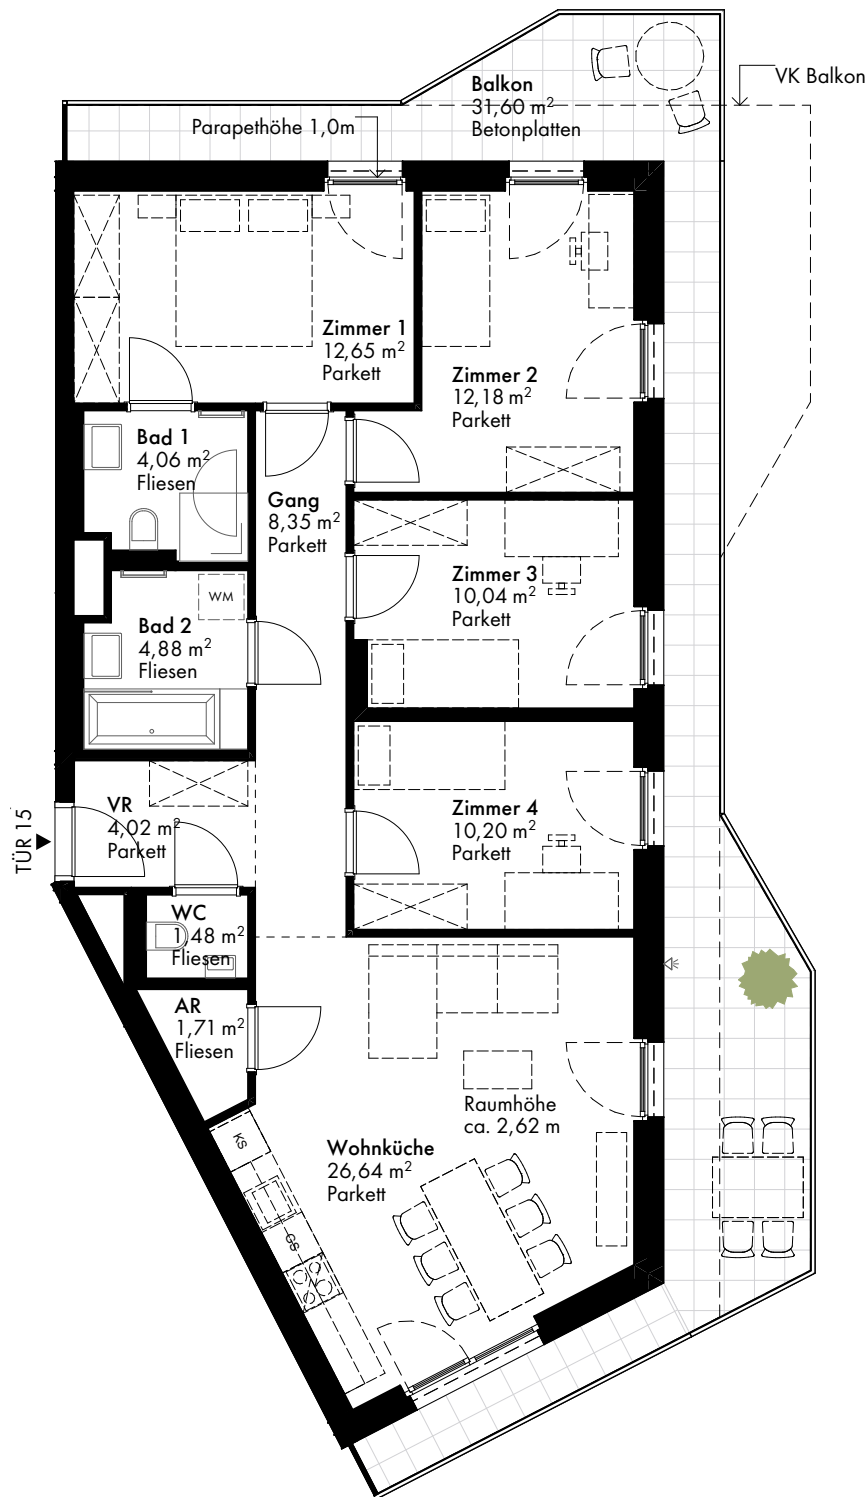 Balkon
31,60 m²
Betonplatten
VK Balkon
Parapethöhe 1,0m
Zimmer 1
12,65 m²
Parkett
Zimmer 2
12,18 m²
Parkett
Bad 1
4,06 m²
Fliesen
Gang
8,35 m²
Parkett
Zimmer 3
10,04 m²
Parkett
WM
Bad 2
4,88 m²
Fliesen
VR
4,02 m²
Parkett
TÜR 15
Zimmer 4
10,20 m²
Parkett
WC
1,48 m²
Fliesen
AR
1,71 m²
Fliesen
Raumhöhe
ca. 2,62 m
KS
Wohnküche
26,64 m²
Parkett
GS